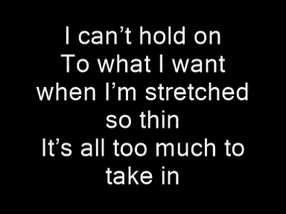 I can't hold on
To what I want
when I'm stretched
so thin
It's all too much to
take in